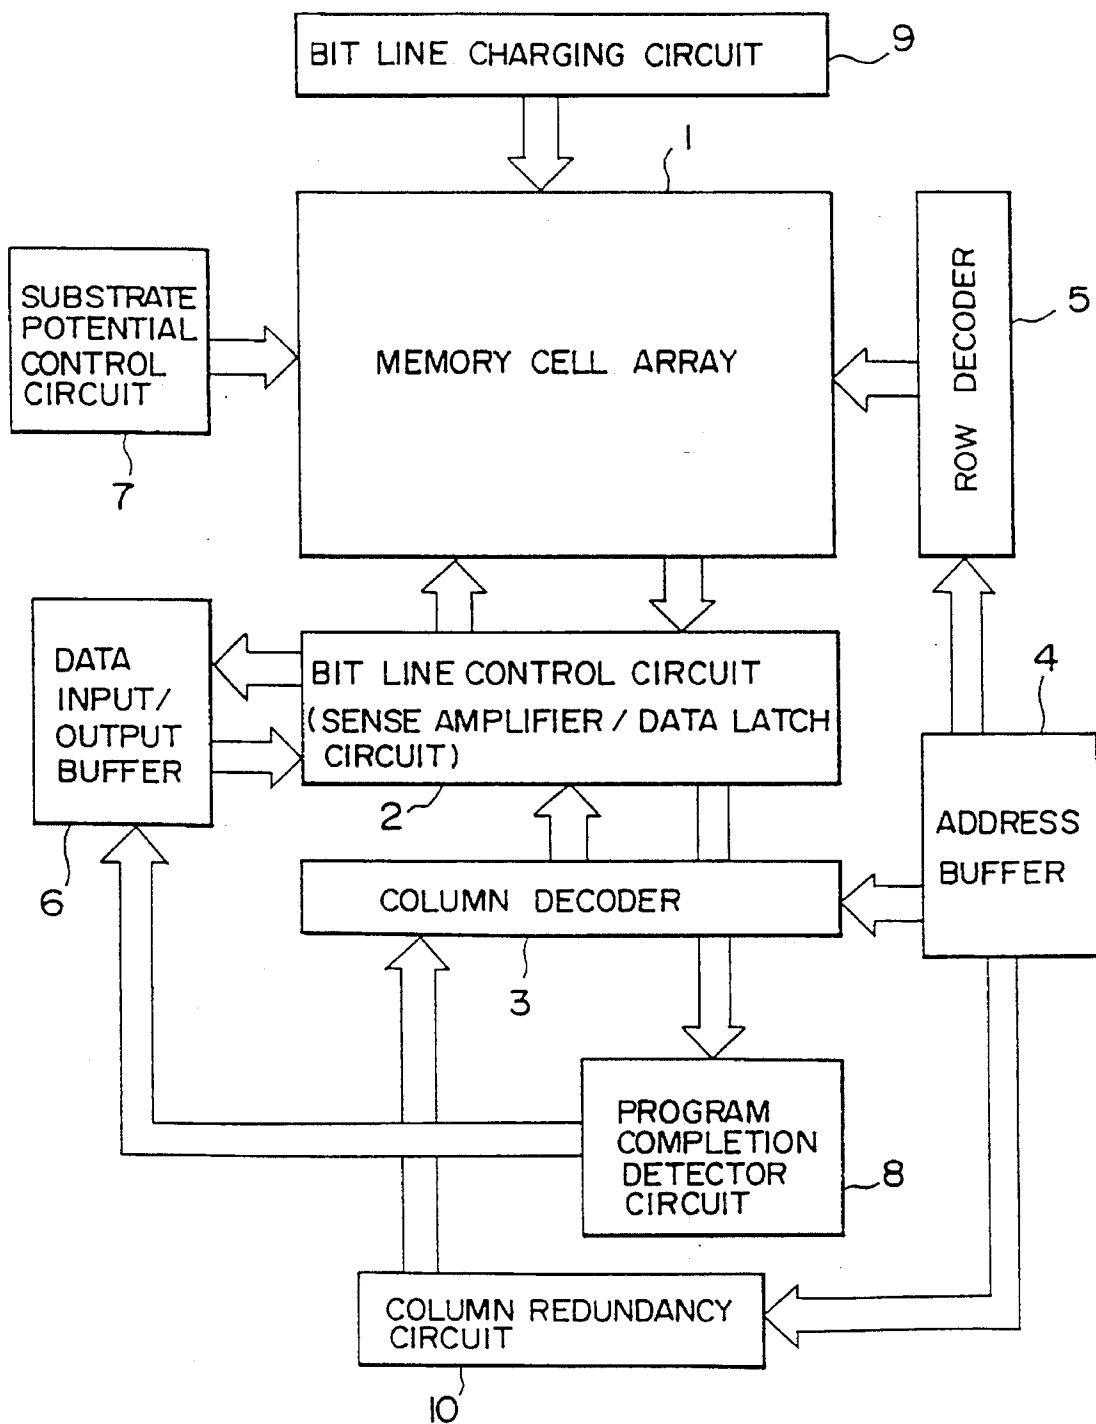 BIT LINE CHARGING CIRCUIT
9
1
SUBSTRATE
POTENTIAL
CONTROL
CIRCUIT
7
MEMORY CELL ARRAY
ROW DECODER
5
DATA
INPUT/
OUTPUT
BUFFER
6
BIT LINE CONTROL CIRCUIT
(SENSE AMPLIFIER / DATA LATCH
CIRCUIT)
2
4
ADDRESS
BUFFER
COLUMN DECODER
3
PROGRAM
COMPLETION
DETECTOR
CIRCUIT
8
COLUMN REDUNDANCY
CIRCUIT
10